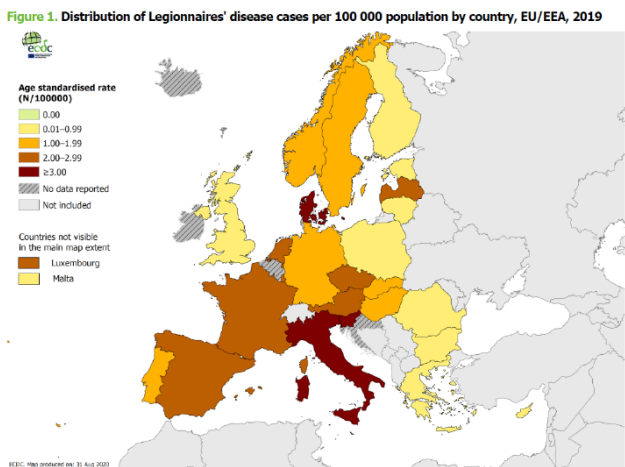 Figure 1. Distribution of Legionnaires' disease cases per 100 000 population by country, EU/EEA, 2019
ecdc
Age standardised rate
(N/100000)
0.00
0.01–0.99
1.00–1.99
2.00–2.99
≥3.00
No data reported
Not included
Countries not visible
in the main map extent
Luxembourg
Malta
ECDC. Map produced on: 31 Aug 2020